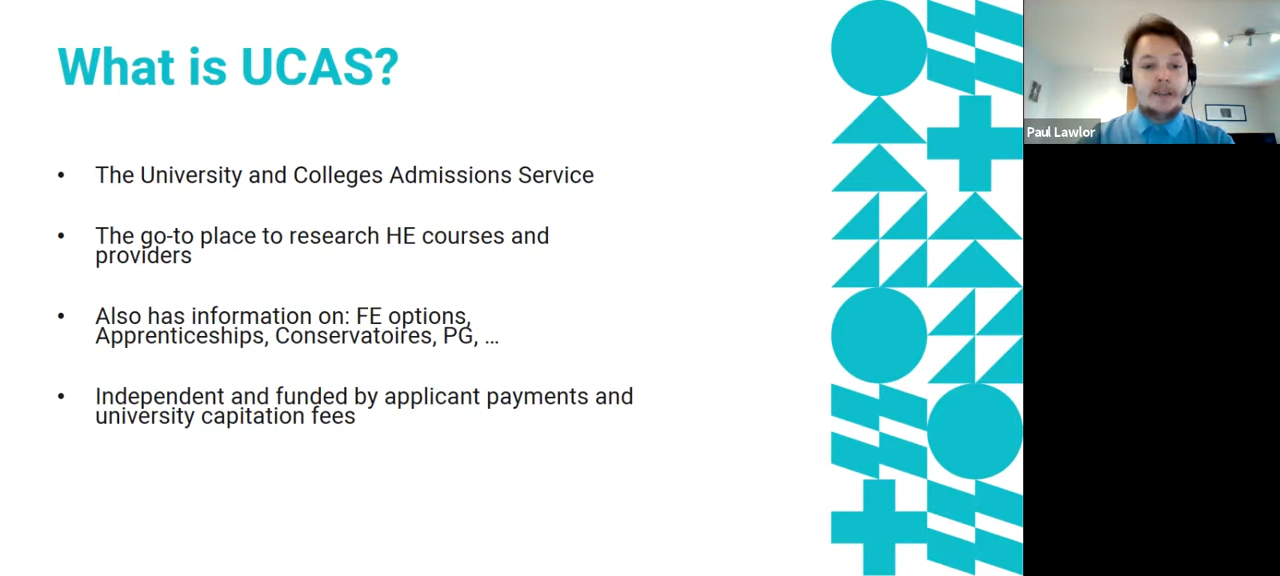 What is UCAS?
• The University and Colleges Admissions Service
• The go-to place to research HE courses and
providers
• Also has information on: FE options,
Apprenticeships, Conservatoires, PG, ...
• Independent and funded by applicant payments and
university capitation fees
Paul Lawlor